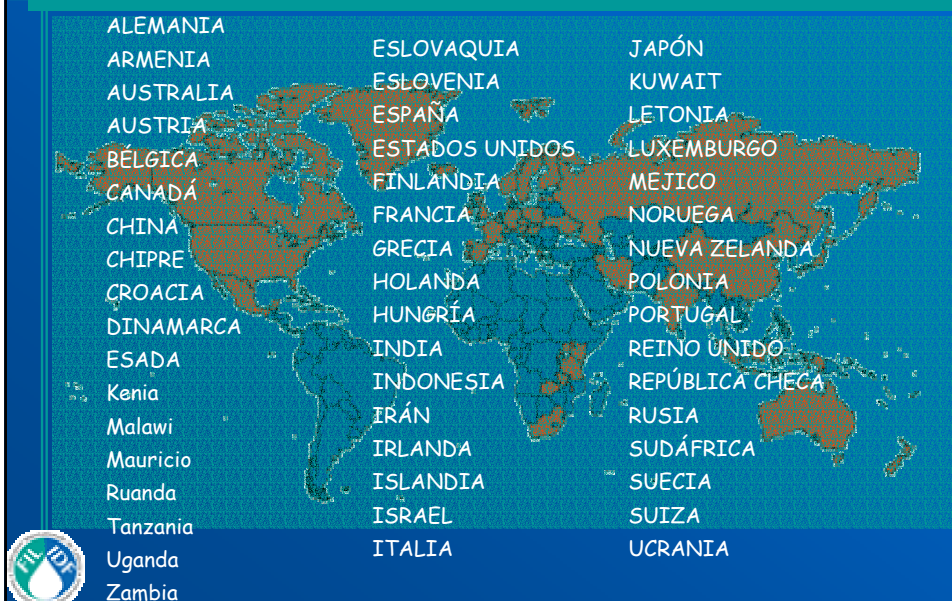 ALEMANIA
ARMENIA
AUSTRALIA
AUSTRIA
BÉLGICA
CANADÁ
CHINA
CHIPRE
CROACIA
DINAMARCA
ESADA
Kenia
Malawi
Mauricio
Ruanda
Tanzania
Uganda
Zambia
ESLOVAQUIA
ESLOVENIA
ESPAÑA
ESTADOS UNIDOS
FINLANDIA
FRANCIA
GRECIA
HOLANDA
HUNGRÍA
INDIA
INDONESIA
IRÁN
IRLANDA
ISLANDIA
ISRAEL
ITALIA
JAPÓN
KUWAIT
LETONIA
LUXEMBURGO
MEJICO
NORUEGA
NUEVA ZELANDA
POLONIA
PORTUGAL
REINO UNIDO
REPÚBLICA CHECA
RUSIA
SUDÁFRICA
SUECIA
SUIZA
UCRANIA
FIL IDF